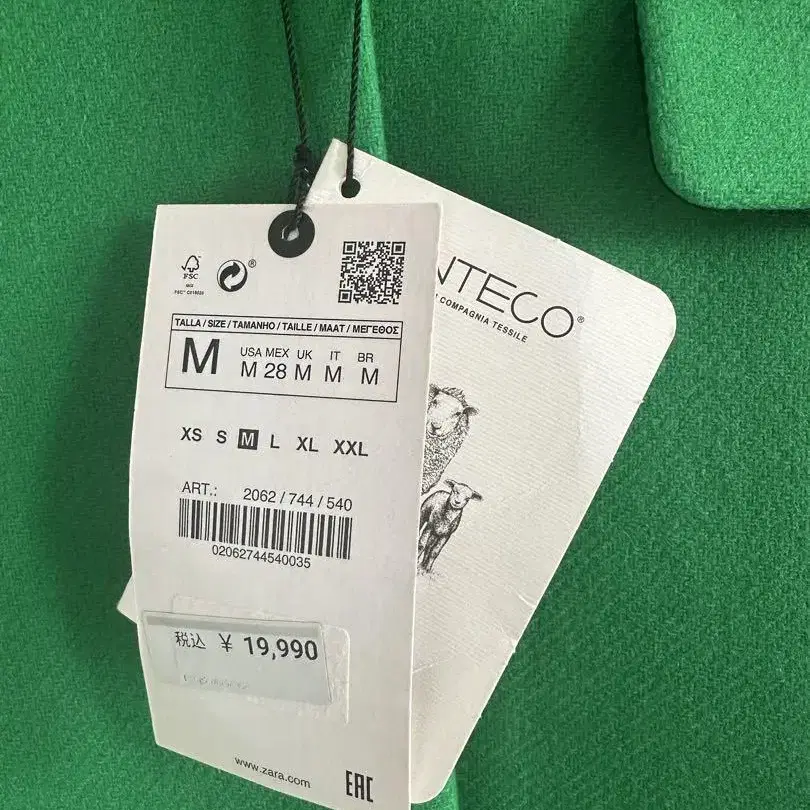 FSC
MIX
®
TALLA / SIZE / TAMANHO / TAILLE / MAAT / ΜΕΓΕΘΟΣ
M
USA MEX UK IT BR
M 28 M M M
XS S M L XL XXL
ART.: 2062 / 744 / 540
02062744540035
税込 ¥ 19,990
www.zara.com
EAC
NTECO®
COMPAGNIA TESSILE